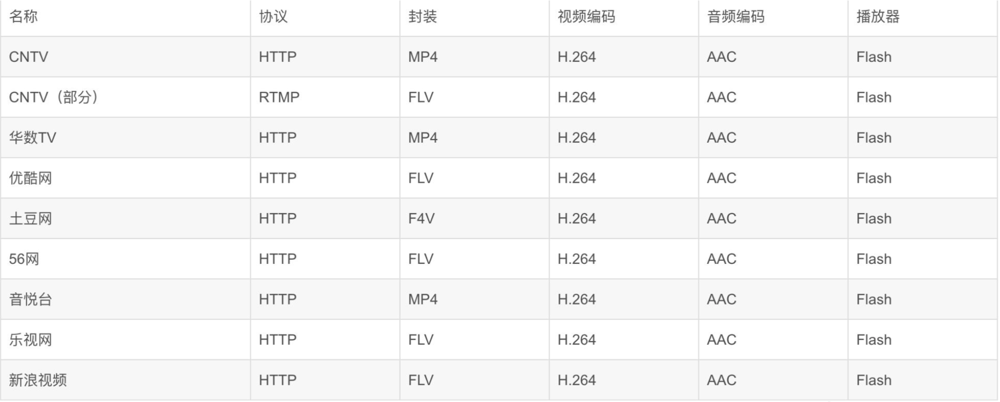 名称 协议 封装 视频编码 音频编码 播放器
CNTV HTTP MP4 H.264 AAC Flash
CNTV（部分） RTMP FLV H.264 AAC Flash
华数TV HTTP MP4 H.264 AAC Flash
优酷网 HTTP FLV H.264 AAC Flash
土豆网 HTTP F4V H.264 AAC Flash
56网 HTTP FLV H.264 AAC Flash
音悦台 HTTP MP4 H.264 AAC Flash
乐视网 HTTP FLV H.264 AAC Flash
新浪视频 HTTP FLV H.264 AAC Flash